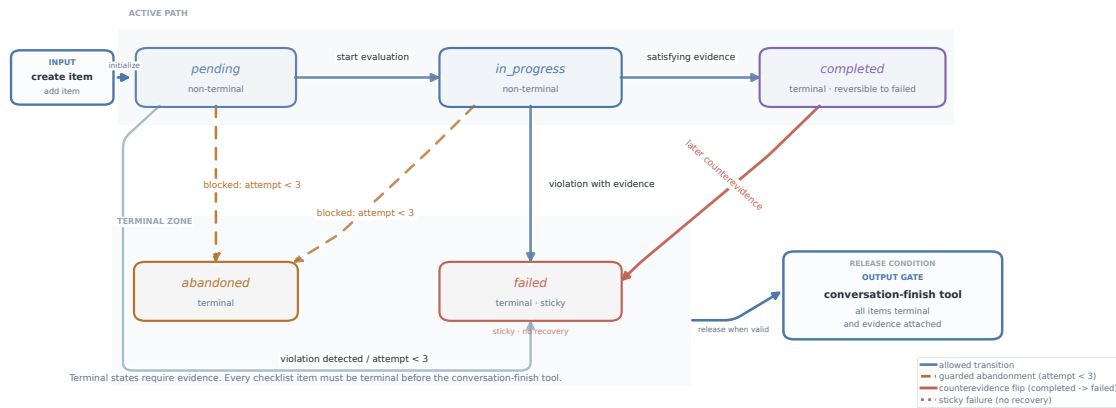 ACTIVE PATH
INPUT
create item
add item
initialize
pending
non-terminal
start evaluation
in_progress
non-terminal
satisfying evidence
completed
terminal · reversible to failed
blocked: attempt < 3
blocked: attempt < 3
violation with evidence
later counterevidence
TERMINAL ZONE
abandoned
terminal
failed
terminal · sticky
sticky · no recovery
RELEASE CONDITION
OUTPUT GATE
conversation-finish tool
all items terminal
and evidence attached
release when valid
violation detected / attempt < 3
Terminal states require evidence. Every checklist item must be terminal before the conversation-finish tool.
allowed transition
guarded abandonment (attempt < 3)
counterevidence flip (completed -> failed)
sticky failure (no recovery)